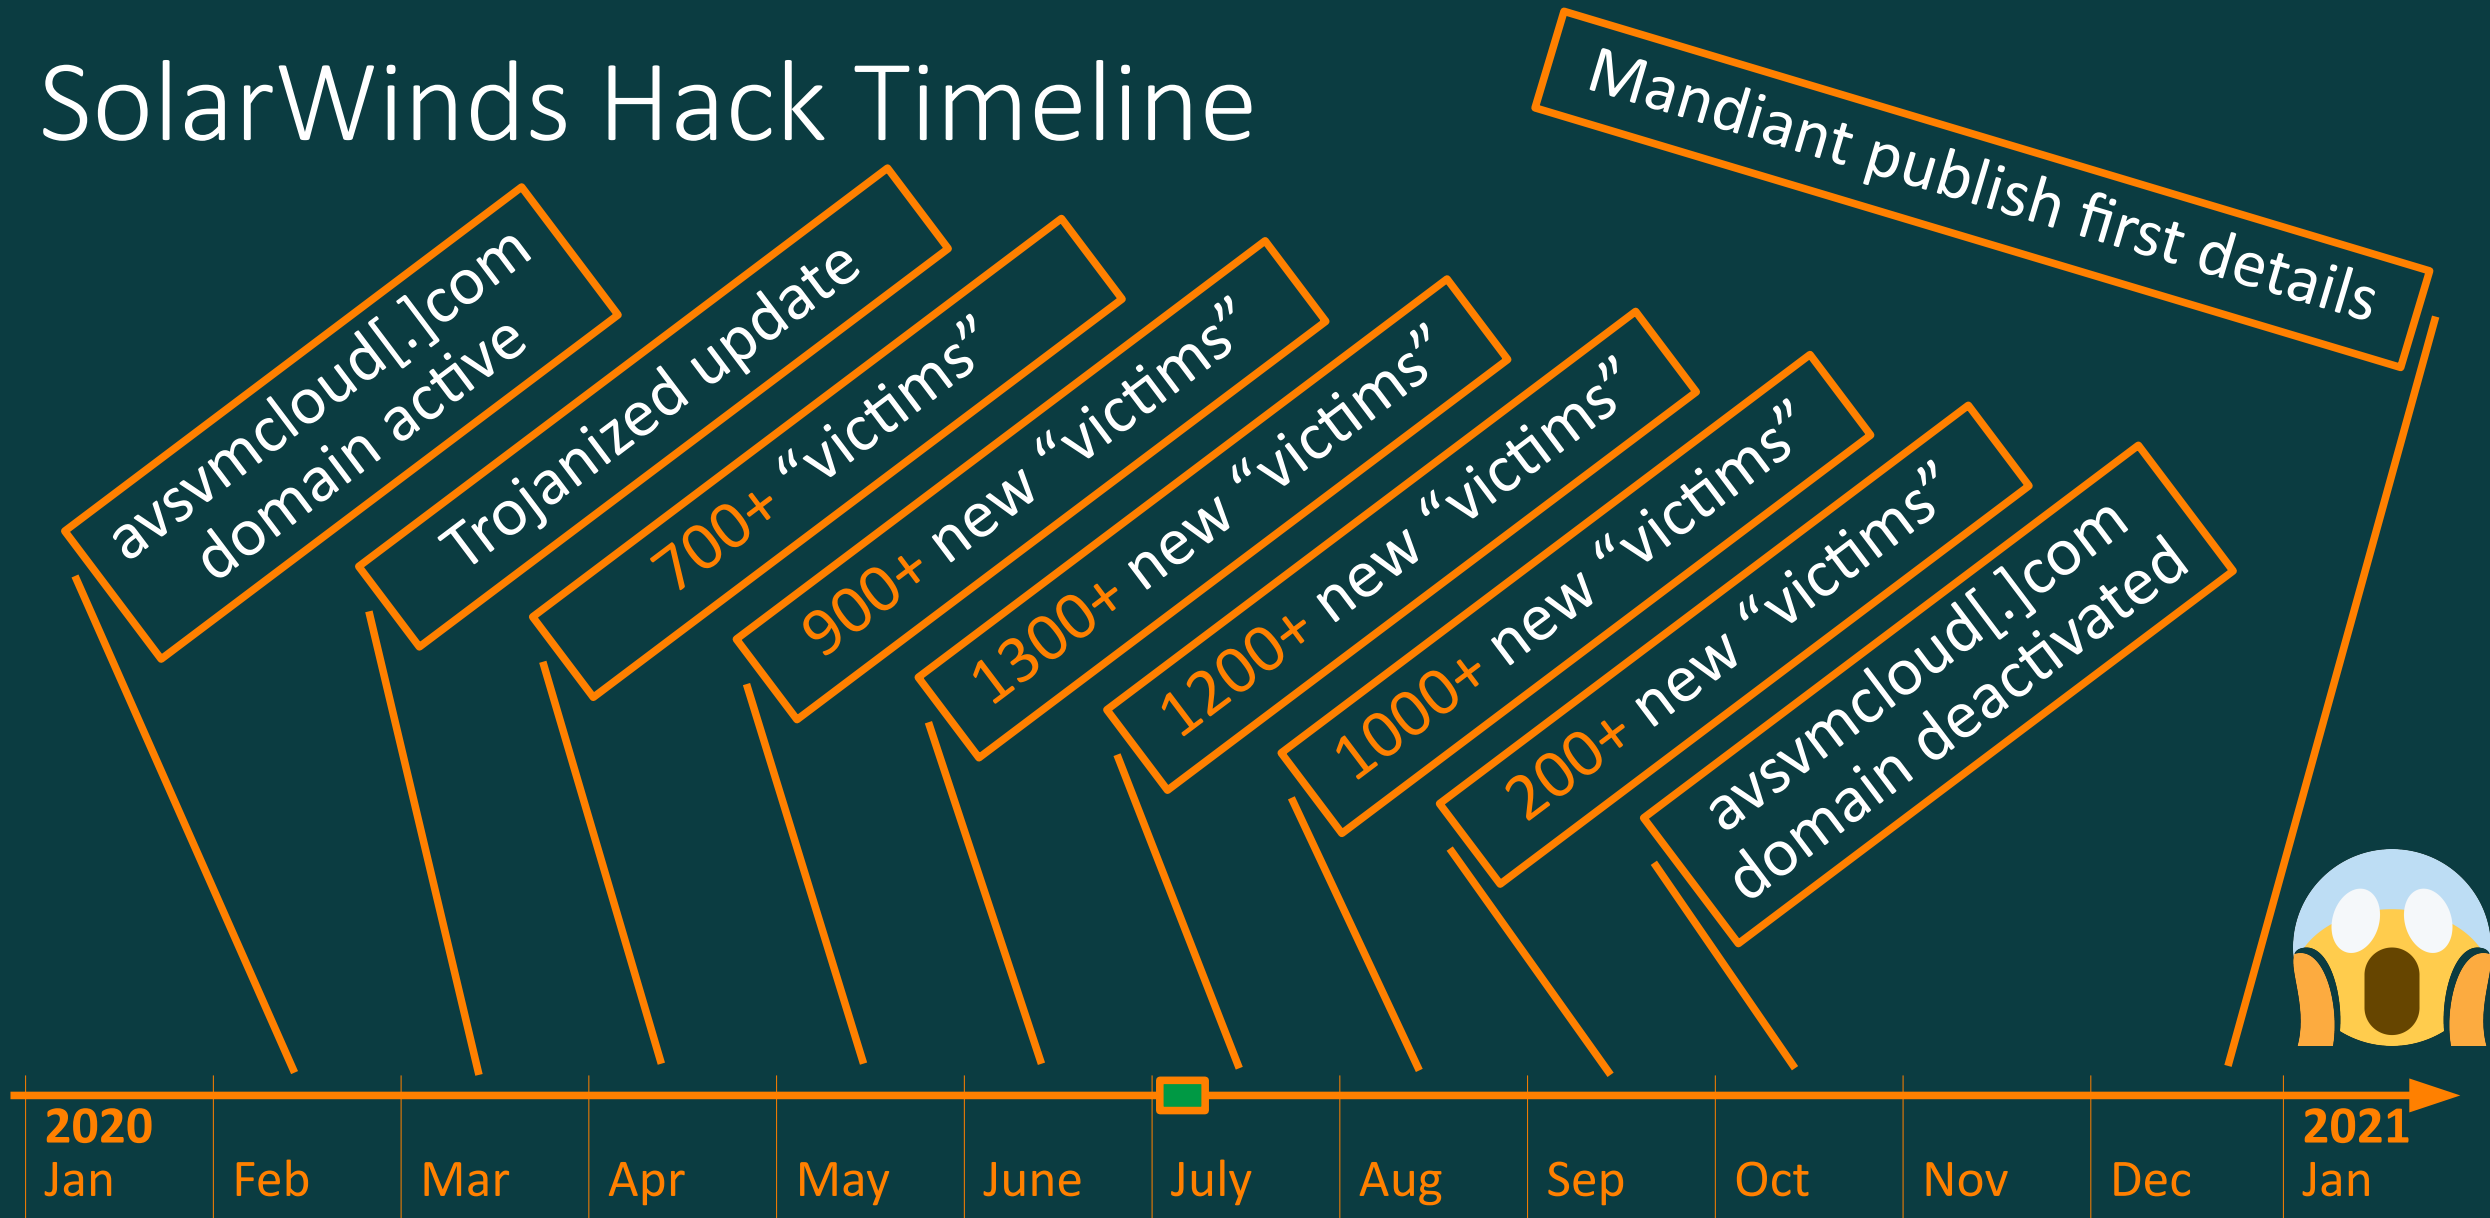 SolarWinds Hack Timeline
Mandiant publish first details
avsvmcloud[.]com
domain active
Trojanized update
700+ “victims”
900+ new “victims”
1300+ new “victims”
1200+ new “victims”
1000+ new “victims”
200+ new “victims”
avsvmcloud[.]com
domain deactivated
2020
2021
Jan Feb Mar Apr May June July Aug Sep Oct Nov Dec Jan